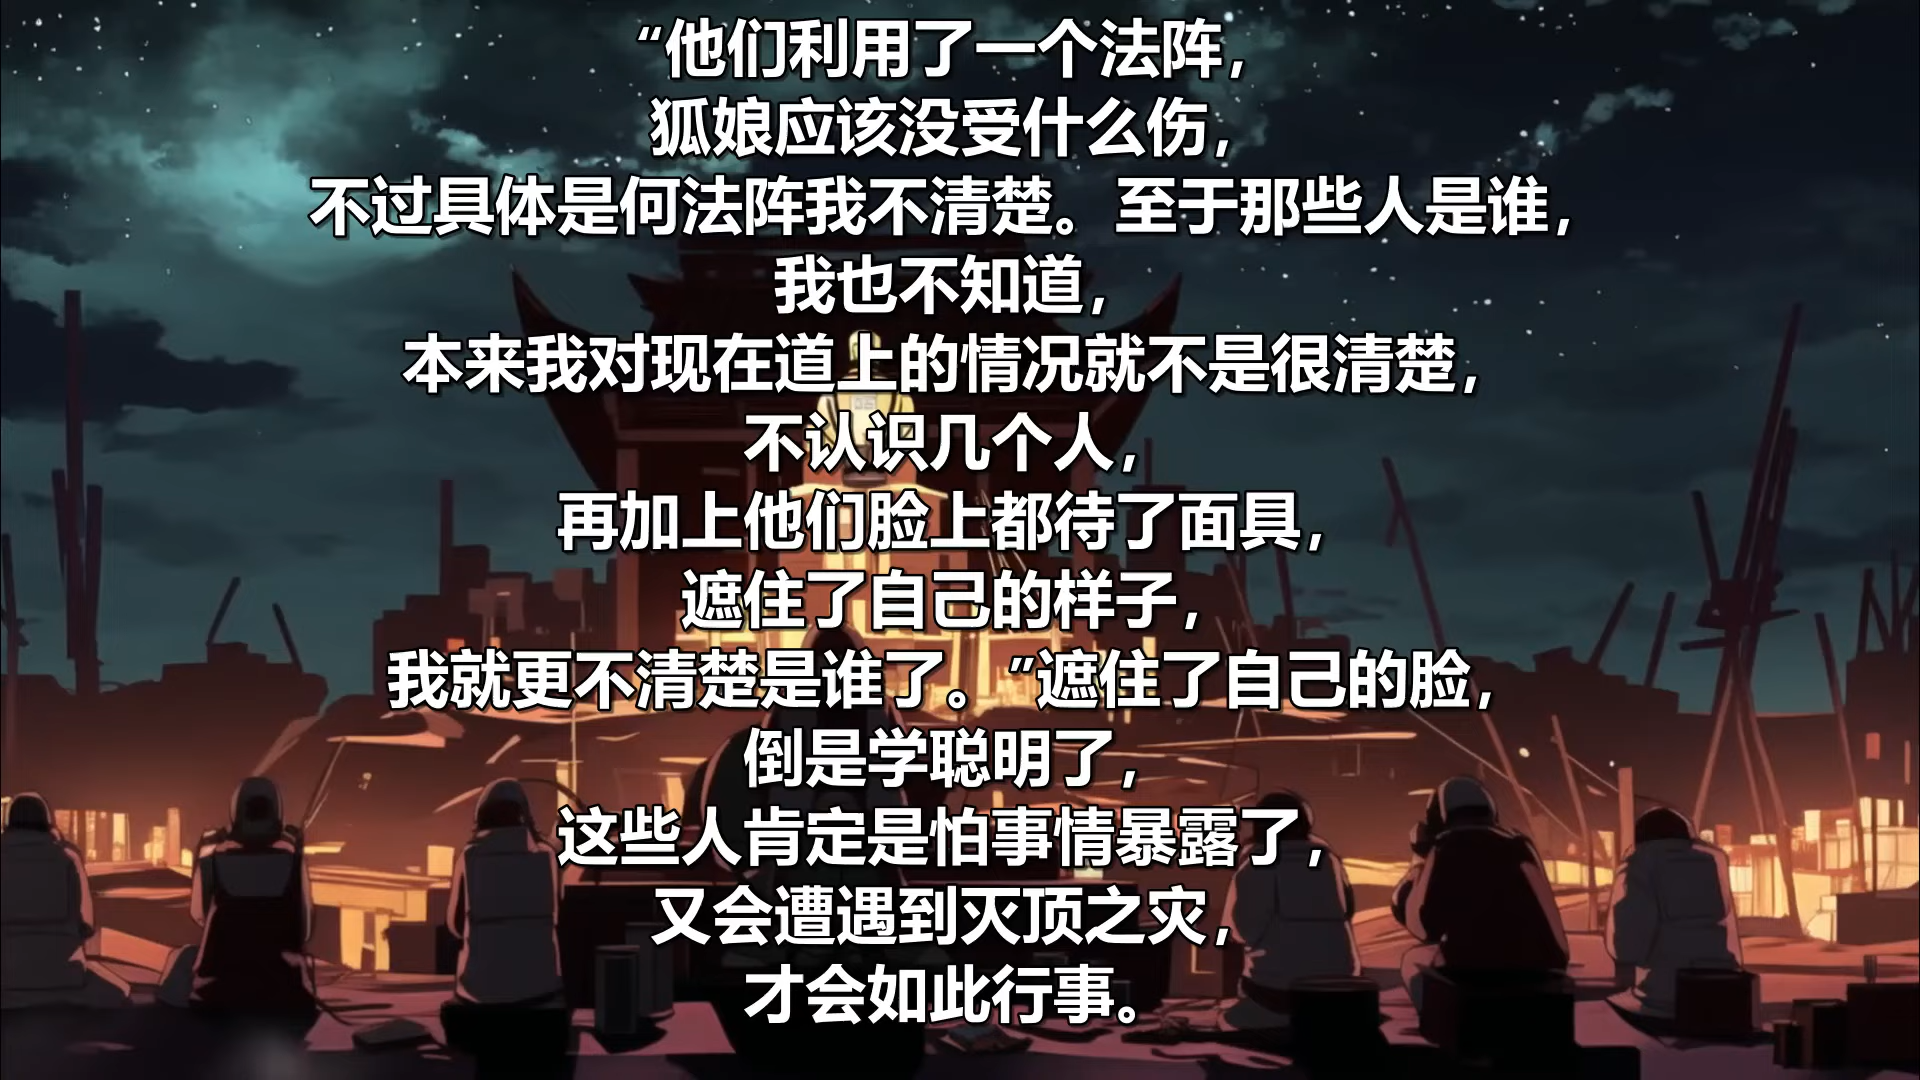 “他们利用了一个法阵，
狐娘应该没受什么伤，
不过具体是何法阵我不清楚。至于那些人是谁，
我也不知道，
本来我对现在道上的情况就不是很清楚，
不认识几个人，
再加上他们脸上都待了面具，
遮住了自己的样子，
我就更不清楚是谁了。”遮住了自己的脸，
倒是学聪明了，
这些人肯定是怕事情暴露了，
又会遭遇到灭顶之灾，
才会如此行事。